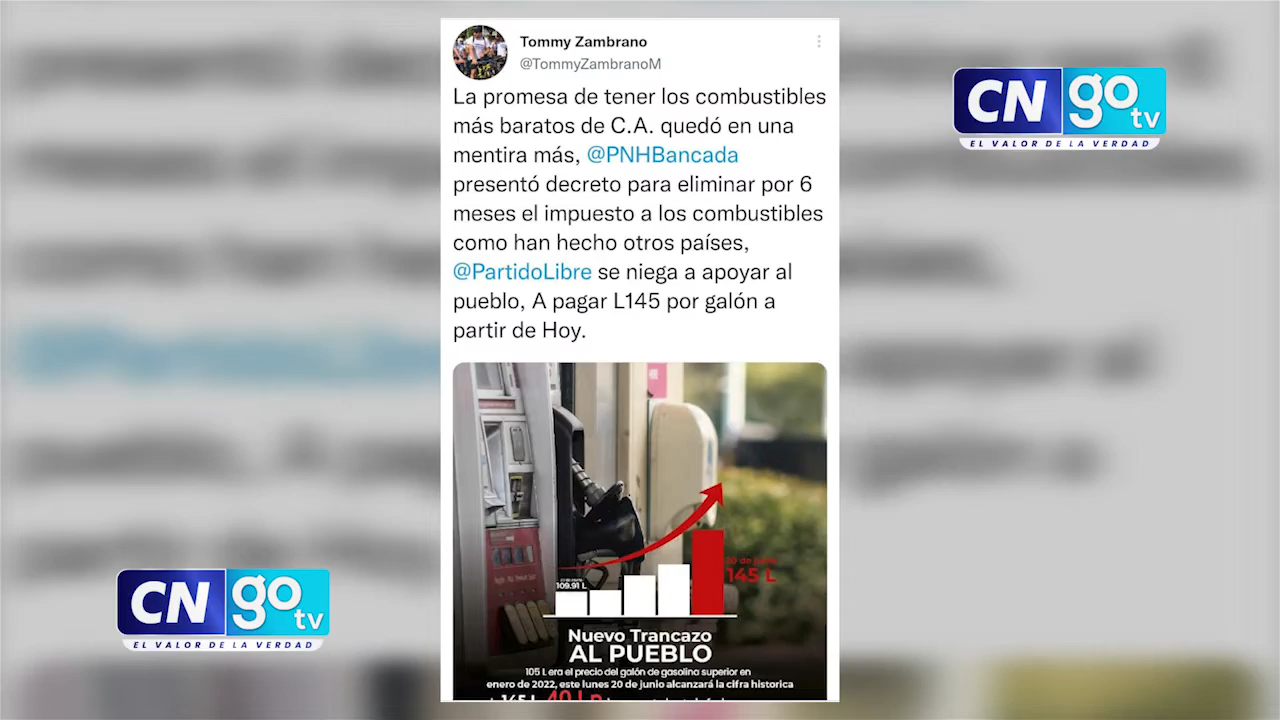 Tommy Zambrano
@TommyZambranoM
La promesa de tener los combustibles
más baratos de C.A. quedó en una
mentira más, @PNHBancada
presentó decreto para eliminar por 6
meses el impuesto a los combustibles
como han hecho otros países,
@PartidoLibre se niega a apoyar al
pueblo, A pagar L145 por galón a
partir de Hoy.
CN go tv
EL VALOR DE LA VERDAD
109.91 L
20 de junio
145 L
Nuevo Trancazo
AL PUEBLO
105 L era el precio del galón de gasolina superior en
enero de 2022, este lunes 20 de junio alcanzará la cifra historica
CN go tv
EL VALOR DE LA VERDAD